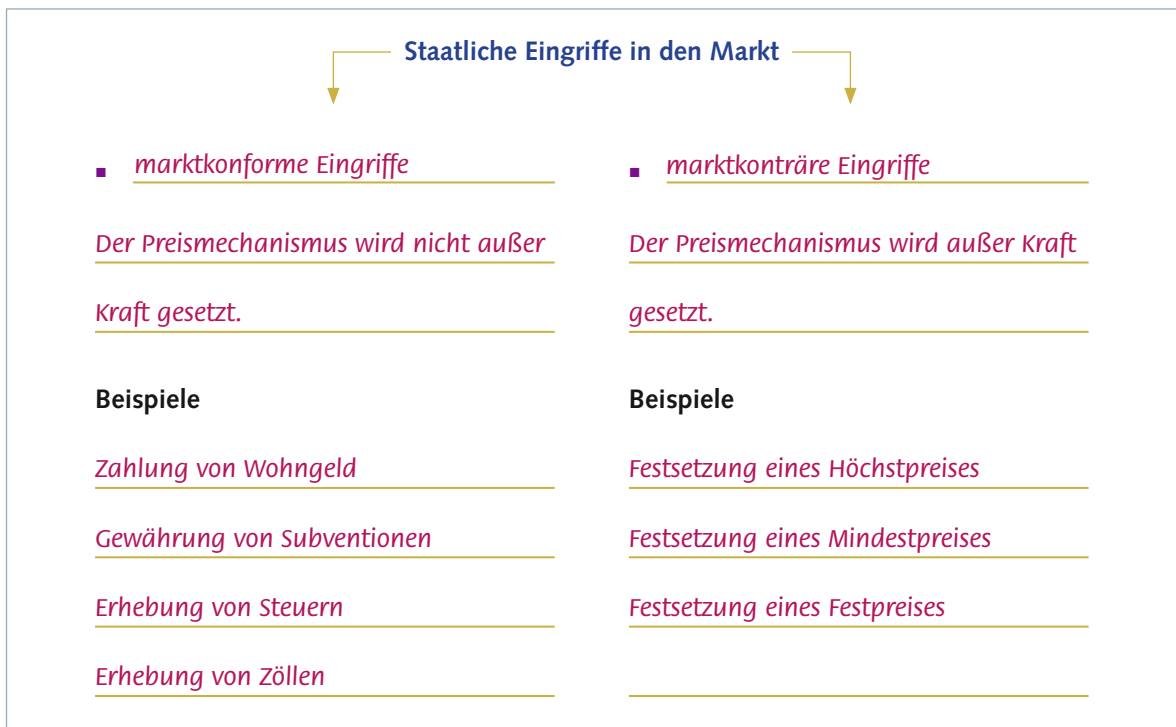 Staatliche Eingriffe in den Markt
marktkonforme Eingriffe
Der Preismechanismus wird nicht außer
Kraft gesetzt.
Beispiele
Zahlung von Wohngeld
Gewährung von Subventionen
Erhebung von Steuern
Erhebung von Zöllen
marktkonträre Eingriffe
Der Preismechanismus wird außer Kraft
gesetzt.
Beispiele
Festsetzung eines Höchstpreises
Festsetzung eines Mindestpreises
Festsetzung eines Festpreises